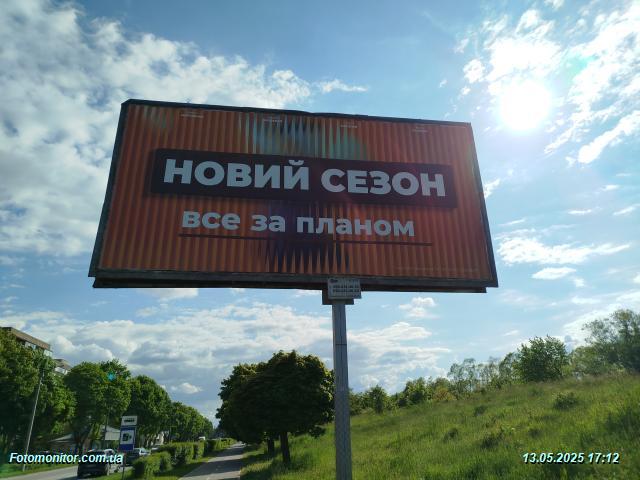 НОВИЙ СЕЗОН
все за планом
Fotomonitor.com.ua
13.05.2025 17:12